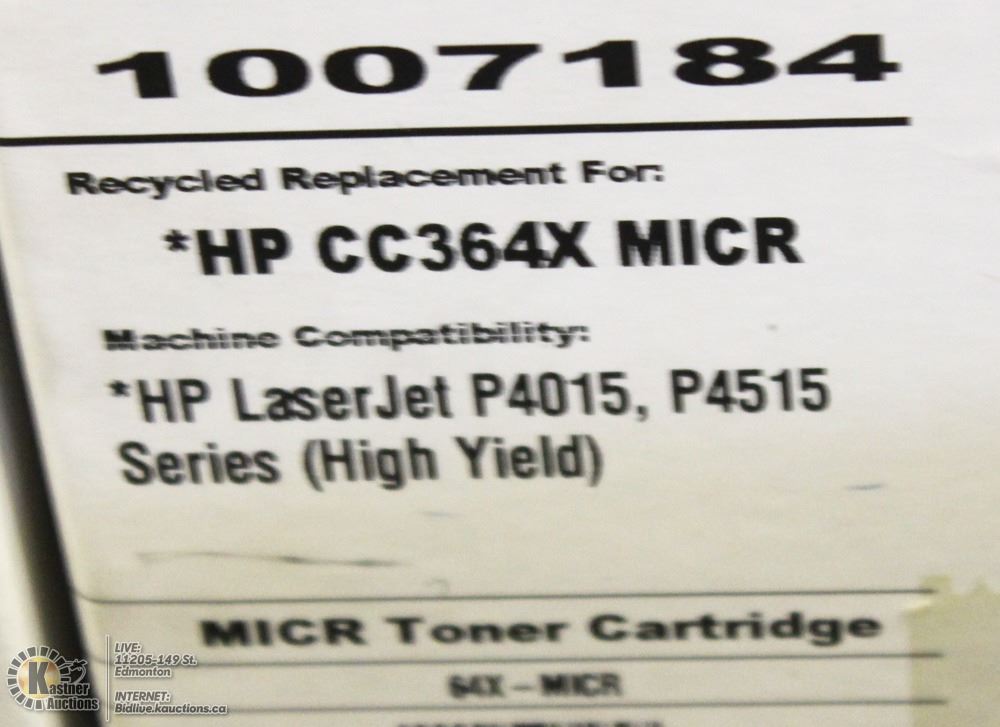 1007184
Recycled Replacement For:
*HP CC364X MICR
Machine Compatibility:
*HP LaserJet P4015, P4515
Series (High Yield)
MICR Toner Cartridge
64X – MICR
Kastner
Auctions
LIVE:
11205-149 St.
Edmonton
INTERNET:
Bidlive.kauctions.ca